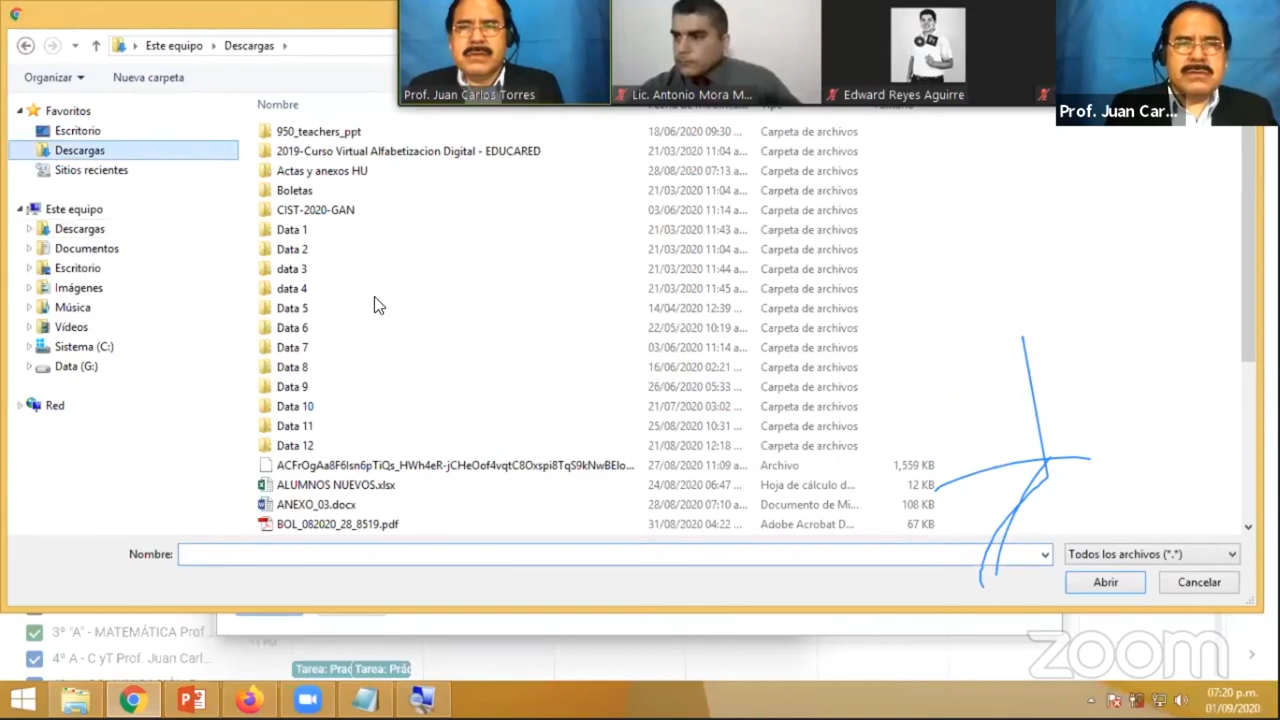 Este equipo Descargas
Organizar Nueva carpeta
Prof. Juan Carlos Torres
Lic. Antonio Mora M...
Edward Reyes Aguirre
Prof. Juan Car...
Favoritos
Escritorio
Descargas
Sitios recientes
Este equipo
Descargas
Documentos
Escritorio
Imágenes
Música
Vídeos
Sistema (C:)
Data (G:)
Red
Nombre
950_teachers_ppt 18/06/2020 09:30 ... Carpeta de archivos
2019-Curso Virtual Alfabetizacion Digital - EDUCARED 21/03/2020 11:04 a... Carpeta de archivos
Actas y anexos HU 28/08/2020 07:13 a... Carpeta de archivos
Boletas 21/03/2020 11:04 a... Carpeta de archivos
CIST-2020-GAN 03/06/2020 11:14 a... Carpeta de archivos
Data 1 21/03/2020 11:43 a... Carpeta de archivos
Data 2 21/03/2020 11:04 a... Carpeta de archivos
data 3 21/03/2020 11:44 a... Carpeta de archivos
data 4 21/03/2020 11:45 a... Carpeta de archivos
Data 5 14/04/2020 12:39 ... Carpeta de archivos
Data 6 22/05/2020 10:19 a... Carpeta de archivos
Data 7 03/06/2020 11:14 a... Carpeta de archivos
Data 8 16/06/2020 02:21 ... Carpeta de archivos
Data 9 26/06/2020 05:33 ... Carpeta de archivos
Data 10 21/07/2020 03:02 ... Carpeta de archivos
Data 11 25/08/2020 10:31 ... Carpeta de archivos
Data 12 21/08/2020 12:18 ... Carpeta de archivos
27/08/2020 11:09 a... Archivo 1,559 KB
ALUMNOS NUEVOS.xlsx 24/08/2020 06:47 ... Hoja de cálculo d... 12 KB
ANEXO_03.docx 28/08/2020 07:10 a... Documento de Mi... 108 KB
BOL_082020_28_8519.pdf 31/08/2020 04:22 ... Adobe Acrobat D... 67 KB
Nombre: Todos los archivos (*.*)
Abrir Cancelar
3º "A" - MATEMÁTICA Prof
4º A - C yT Prof. Juan Carl...
11 PM
Tarea: Prác Tarea: Prác
zoom
07:20 p.m.
01/09/2020